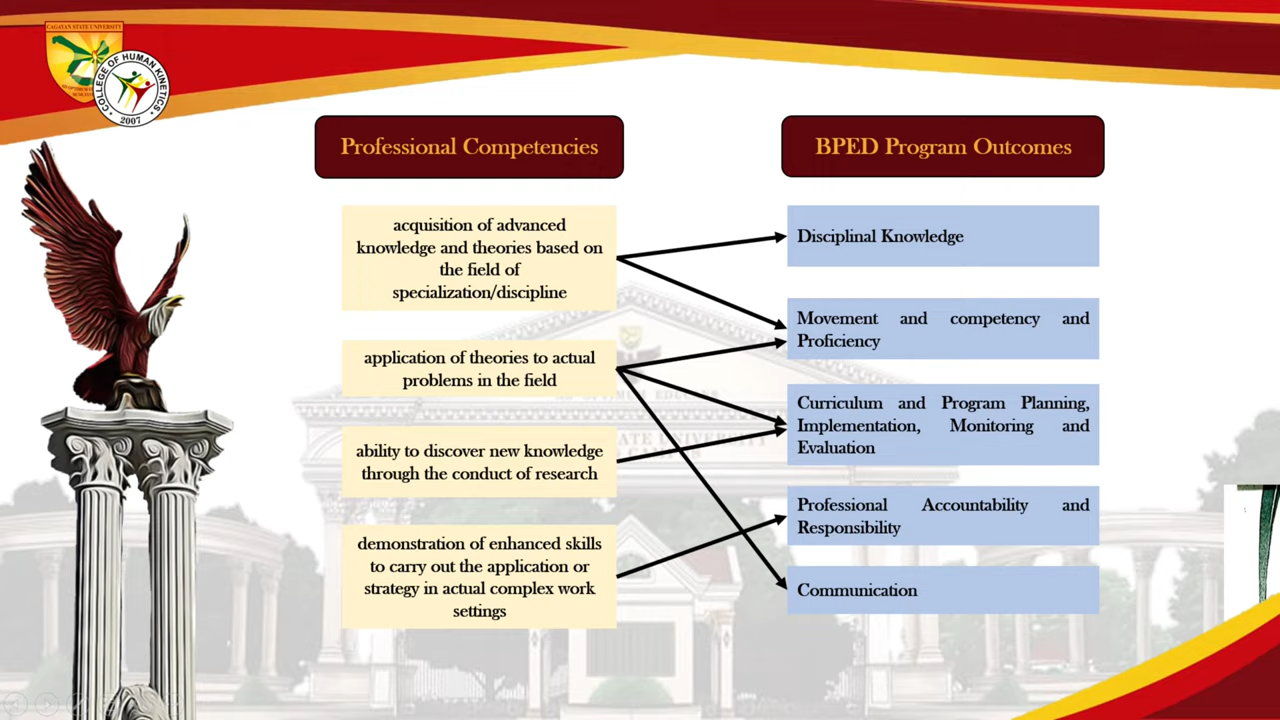 CAGAYAN STATE UNIVERSITY
COLLEGE OF HUMAN KINETICS
2007
Professional Competencies
BPED Program Outcomes
acquisition of advanced
knowledge and theories based on
the field of
specialization/discipline
application of theories to actual
problems in the field
ability to discover new knowledge
through the conduct of research
demonstration of enhanced skills
to carry out the application or
strategy in actual complex work
settings
Disciplinal Knowledge
Movement and competency and
Proficiency
Curriculum and Program Planning,
Implementation, Monitoring and
Evaluation
Professional Accountability and
Responsibility
Communication